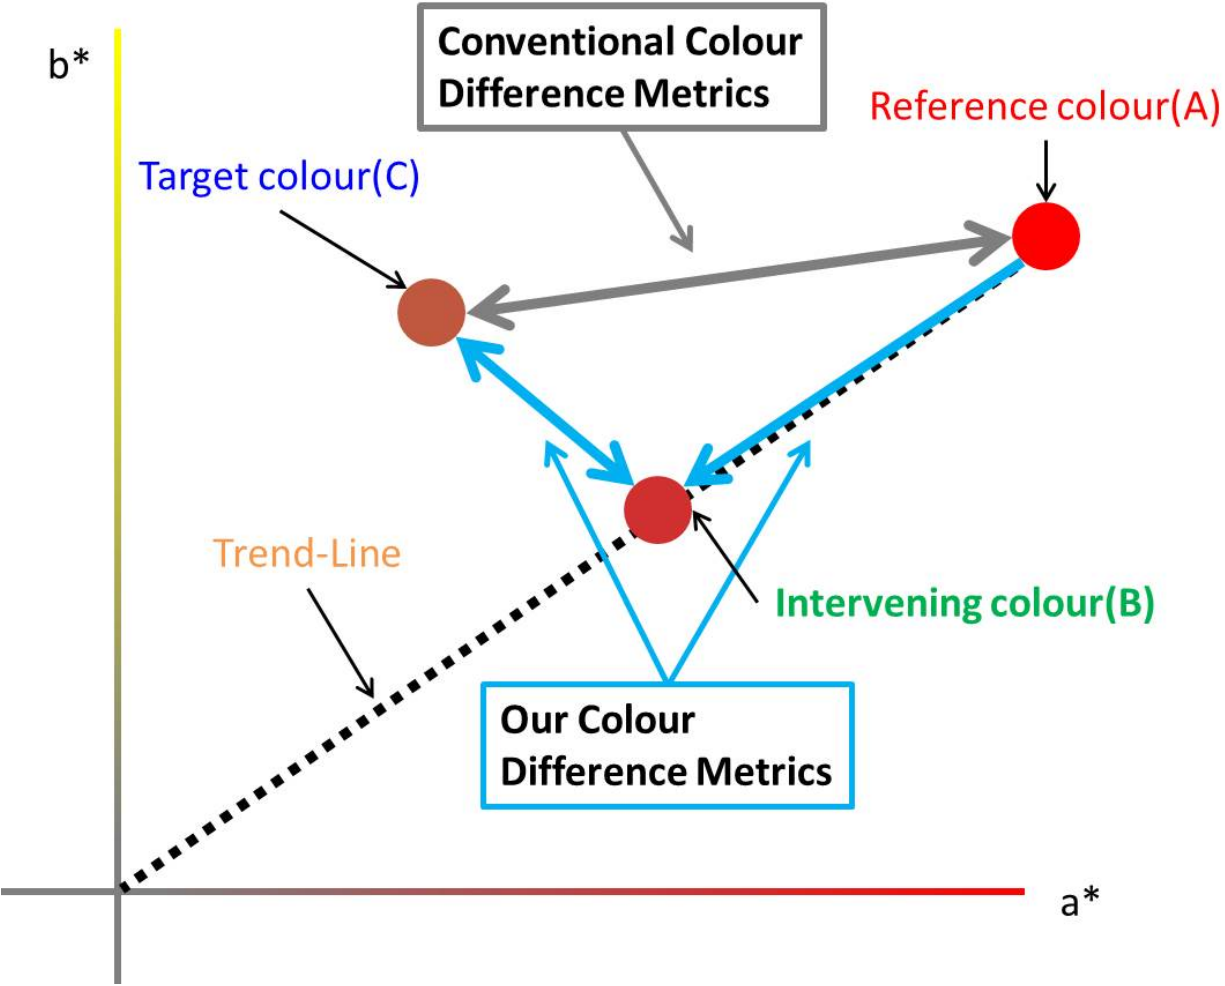 Conventional Colour
Difference Metrics
b*
Reference colour(A)
Target colour(C)
Trend-Line
Intervening colour(B)
Our Colour
Difference Metrics
a*